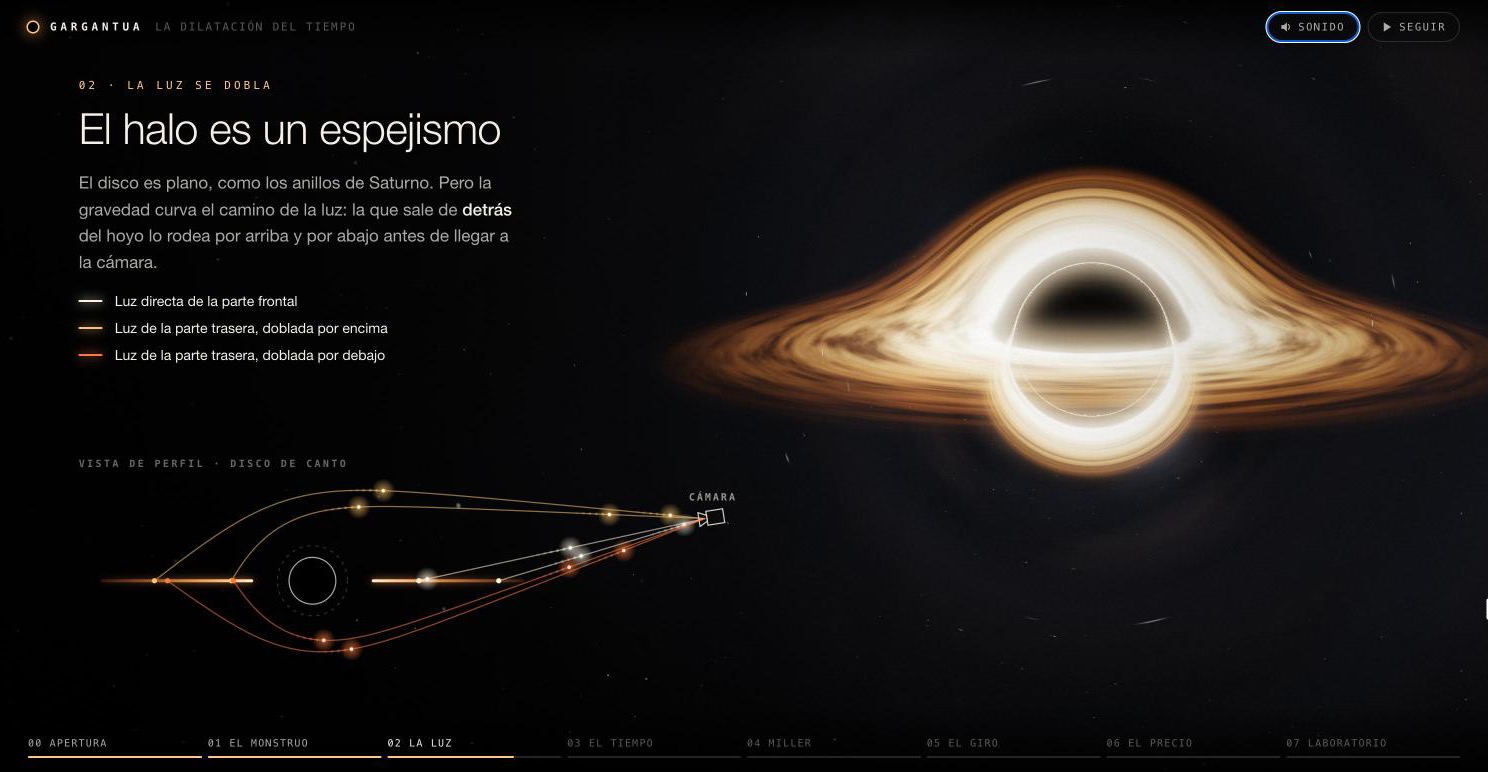 GARGANTUA LA DILATACIÓN DEL TIEMPO
SONIDO
SEGUIR
02 · LA LUZ SE DOBLA
El halo es un espejismo
El disco es plano, como los anillos de Saturno. Pero la
gravedad curva el camino de la luz: la que sale de detrás
del hoyo lo rodea por arriba y por abajo antes de llegar a
la cámara.
Luz directa de la parte frontal
Luz de la parte trasera, doblada por encima
Luz de la parte trasera, doblada por debajo
VISTA DE PERFIL · DISCO DE CANTO
CÁMARA
00 APERTURA
01 EL MONSTRUO
02 LA LUZ
03 EL TIEMPO
04 MILLER
05 EL GIRO
06 EL PRECIO
07 LABORATORIO